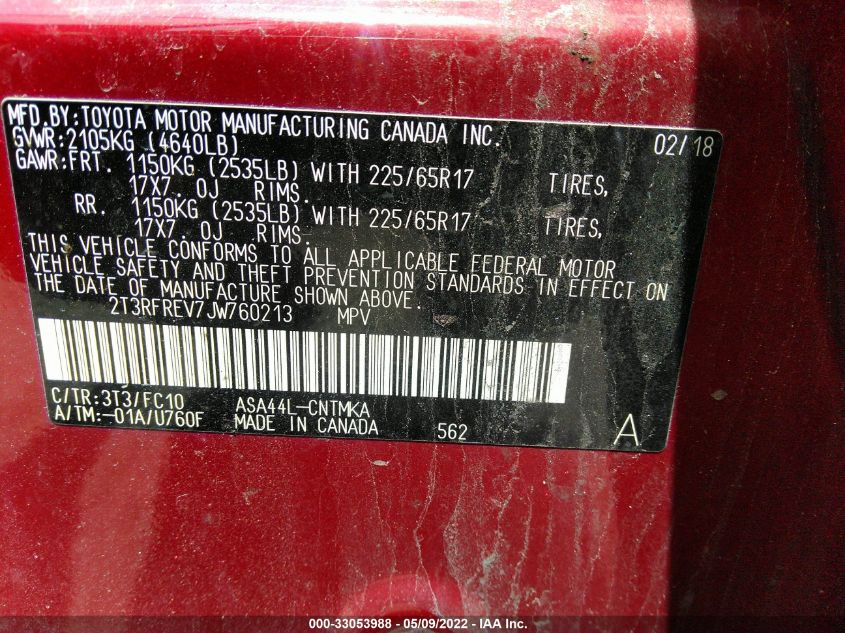 MFD.BY:TOYOTA MOTOR MANUFACTURING CANADA INC. 02/18
GVWR:2105KG (4640LB)
GAWR:FRT. 1150KG (2535LB) WITH 225/65R17 TIRES,
17X7. 0J RIMS.
RR. 1150KG (2535LB) WITH 225/65R17 TIRES,
17X7. 0J RIMS.
THIS VEHICLE CONFORMS TO ALL APPLICABLE FEDERAL MOTOR
VEHICLE SAFETY AND THEFT PREVENTION STANDARDS IN EFFECT ON
THE DATE OF MANUFACTURE SHOWN ABOVE.
2T3RFREV7JW760213 MPV
C/TR:3T3/FC10 ASA44L-CNTMKA
A/TM:-01A/U760F MADE IN CANADA 562 A
000-33053988 - 05/09/2022 - IAA Inc.